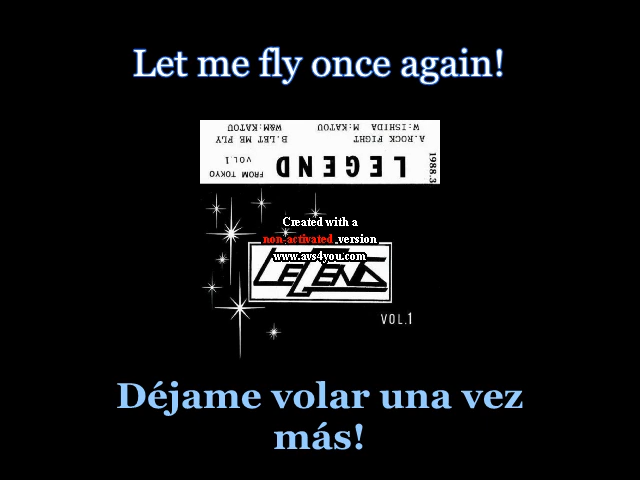 Let me fly once again!
W:ISHIDA M:KATOU
W&M:KATOU
A.ROCK FIGHT
B.LET ME FLY
LEGEND
VOL.1
FROM TOKYO
1988.3
Created with a
non-activated version
www.avs4you.com
LEGEND
VOL.1
Déjame volar una vez
más!